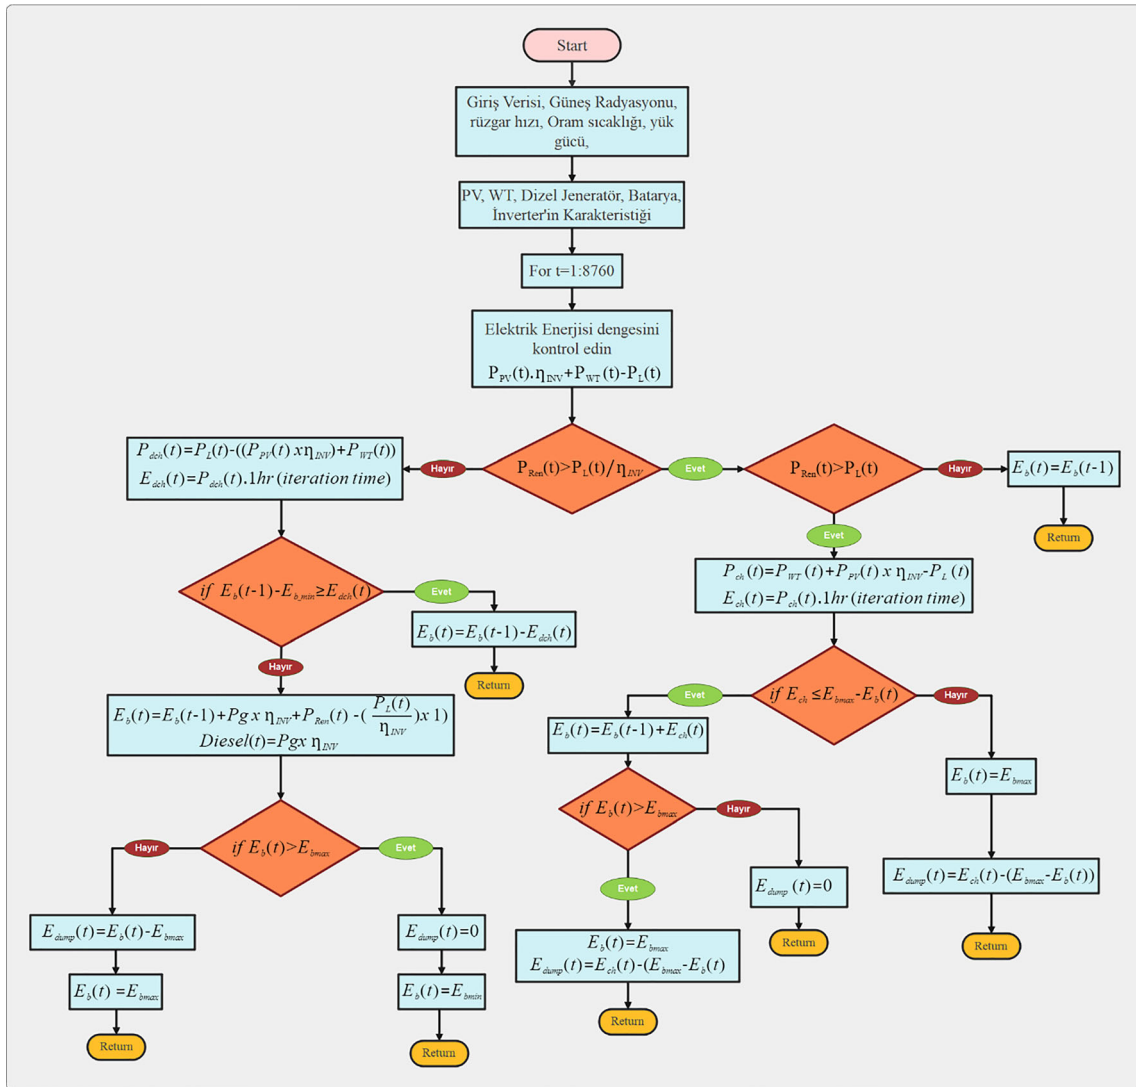 Start
Giriş Verisi, Güneş Radyasonu,
rüzgar hızı, Oram sıcaklığı, yük
gücü,
PV, WT, Dizel Jeneratör, Batarya,
İnverter'in Karakteristiği
For t=1:8760
Elektrik Enerjisi dengesini
kontrol edin
P_PV(t).η_INV+P_WT(t)-P_L(t)
P_Ren(t)>P_L(t)/η_INV
Hayır
Evet
P_Ren(t)>P_L(t)
Hayır
E_b(t)=E_b(t-1)
Return
Evet
P_dch(t)=P_L(t)-((P_PV(t) xη_INV)+P_WT(t))
E_dch(t)=P_dch(t).1hr (iteration time)
if E_b(t-1)-E_b_min≥E_dch(t)
Evet
E_b(t)=E_b(t-1)-E_dch(t)
Return
Hayır
E_b(t)=E_b(t-1)+Pg x η_INV+P_Ren(t) -(P_L(t)/η_INV)x 1)
Diesel(t)=Pgx η_INV
if E_b(t)>E_bmax
Hayır
Evet
E_dump(t)=E_b(t)-E_bmax
E_b(t) =E_bmax
Return
E_dump(t)=0
E_b(t)=E_bmin
Return
P_ch(t)=P_WT(t)+P_PV(t) x η_INV-P_L(t)
E_ch(t)=P_ch(t).1hr (iteration time)
if E_ch ≤E_bmax-E_b(t)
Evet
Hayır
E_b(t)=E_b(t-1)+E_ch(t)
if E_b(t)>E_bmax
Hayır
E_dump(t)=0
Return
Evet
E_b(t)=E_bmax
E_dump(t)=E_ch(t)-(E_bmax-E_b(t)
Return
E_b(t)=E_bmax
E_dump(t)=E_ch(t)-(E_bmax-E_b(t))
Return